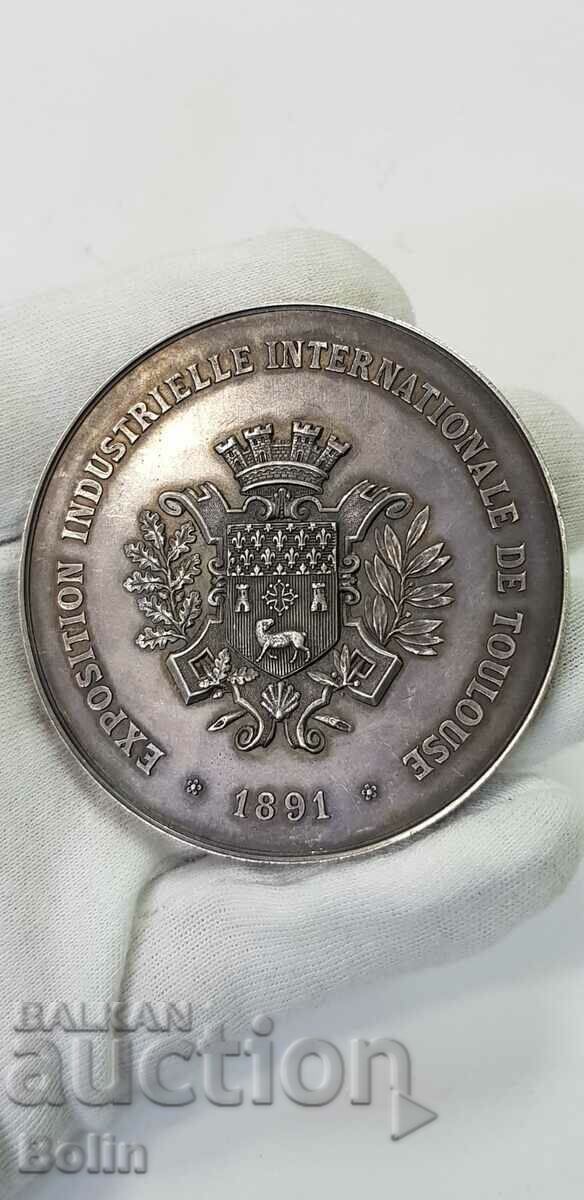 EXPOSITION INDUSTRIELLE INTERNATIONALE DE TOULOUSE
1891
BALKAN
auction
Bolin